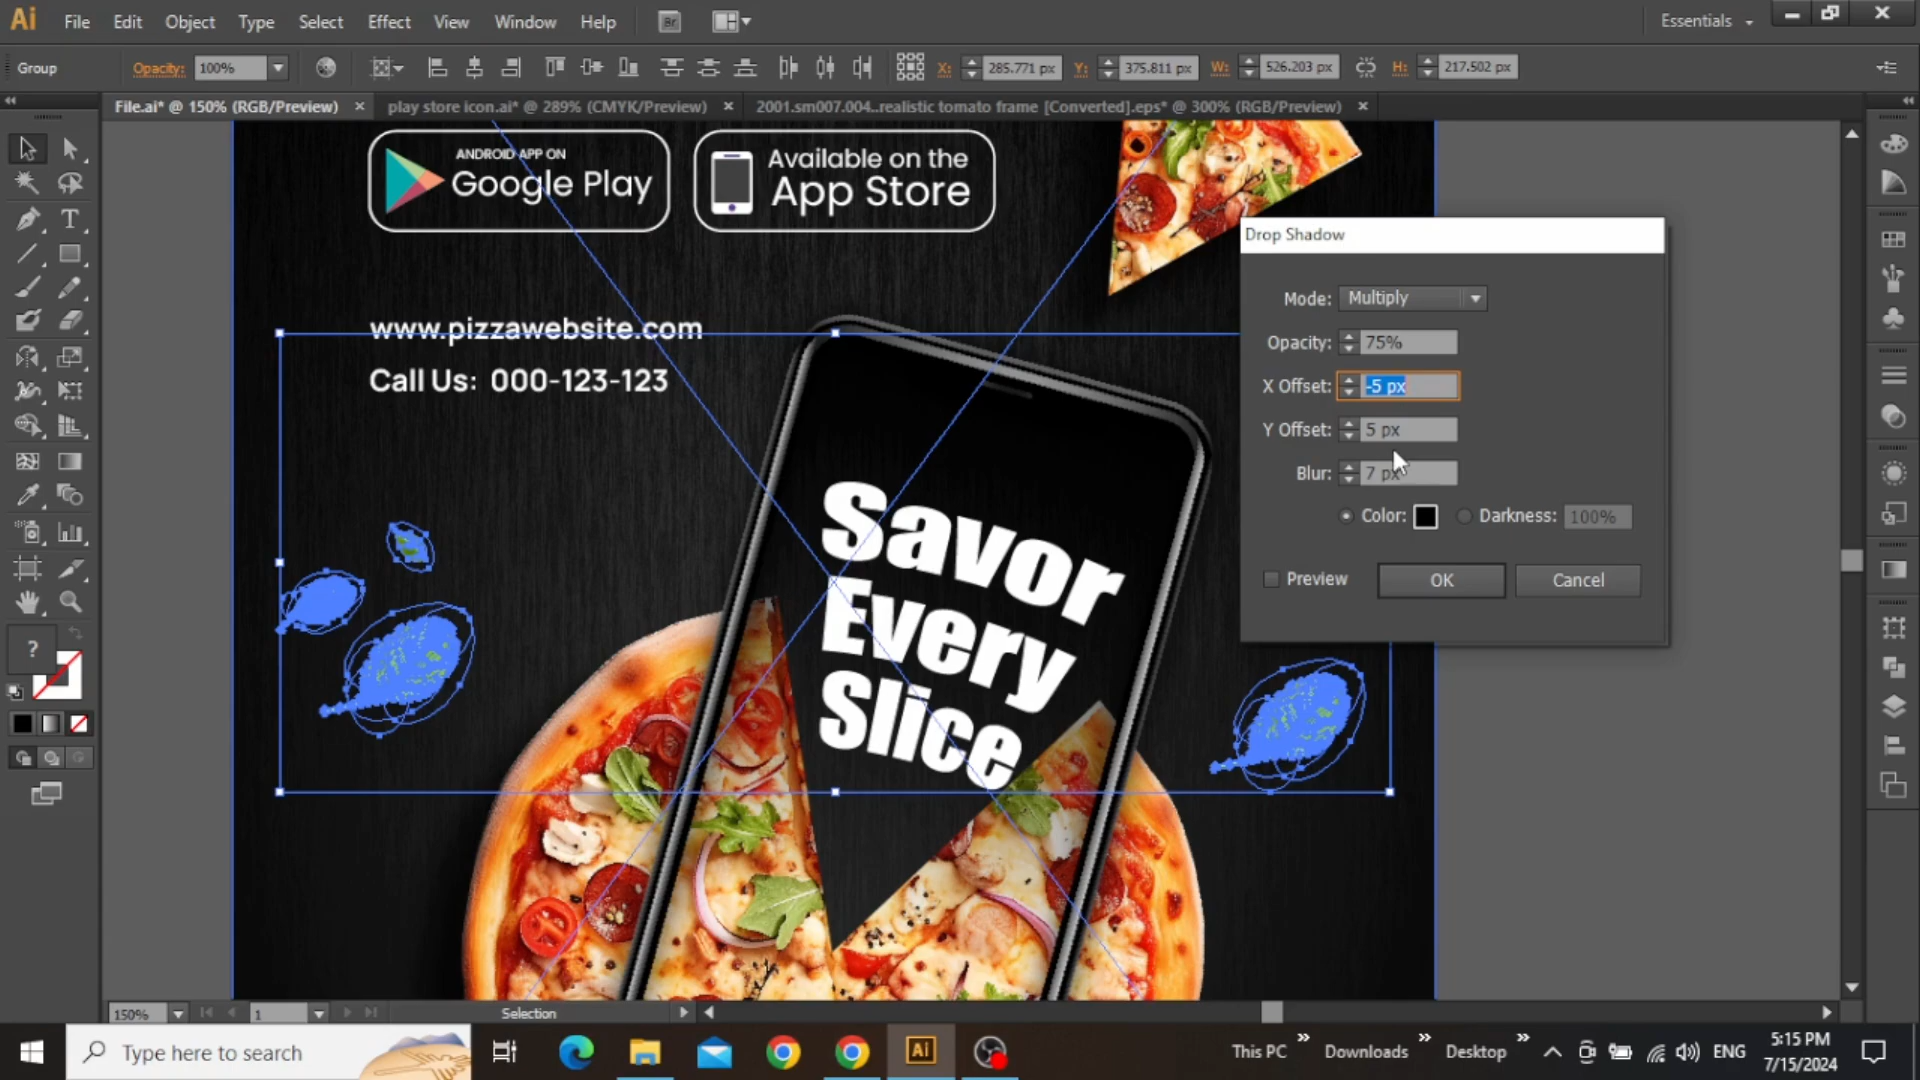 Ai File Edit Object Type Select Effect View Window Help Br Essentials
Group Opacity: 100% X: 285.771 px Y: 375.811 px W: 526.203 px H: 217.502 px
File.ai* @ 150% (RGB/Preview) × play store icon.ai* @ 289% (CMYK/Preview) × 2001.sm007.004..realistic tomato frame [Converted].eps* @ 300% (RGB/Preview) ×
ANDROID APP ON
Google Play
Available on the
App Store
www.pizzawebsite.com
Call Us: 000-123-123
Savor
Every
Slice
Drop Shadow
Mode: Multiply
Opacity: 75%
X Offset: -5 px
Y Offset: 5 px
Blur: 7 px
Color: Darkness: 100%
Preview OK Cancel
?
150% 1 Selection
Type here to search
Ai
This PC » Downloads » Desktop » ENG
5:15 PM
7/15/2024